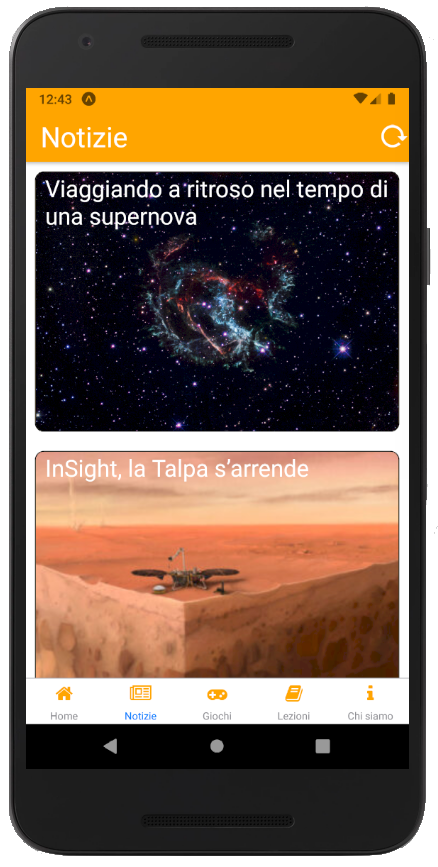 12:43
Notizie
Viaggiando a ritroso nel tempo di
una supernova
InSight, la Talpa s’arrende
Home
Notizie
Giochi
Lezioni
Chi siamo